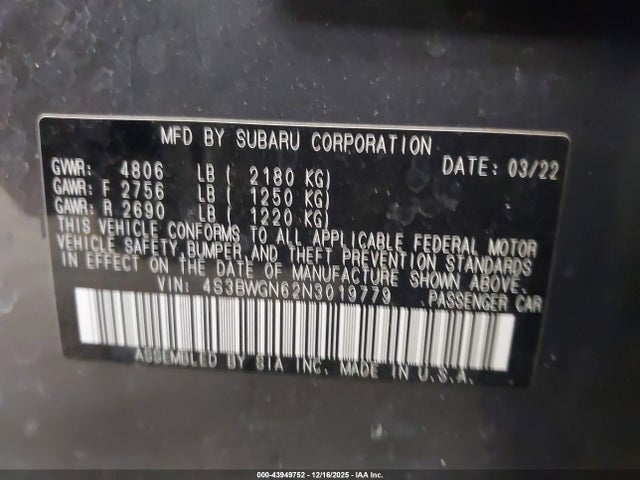 MFD BY SUBARU CORPORATION DATE: 03/22
GVWR: 4806 LB ( 2180 KG)
GAWR: F 2756 LB ( 1250 KG)
GAWR: R 2690 LB ( 1220 KG)
THIS VEHICLE CONFORMS TO ALL APPLICABLE FEDERAL MOTOR
VEHICLE SAFETY, BUMPER, AND THEFT PREVENTION STANDARDS
IN EFFECT ON THE DATE OF MANUFACTURE SHOWN ABOVE.
VIN: 4S3BWGN62N3019779 PASSENGER CAR
ASSEMBLED BY SIA INC. MADE IN U.S.A.
000-43949752 - 12/16/2025 - IAA Inc.